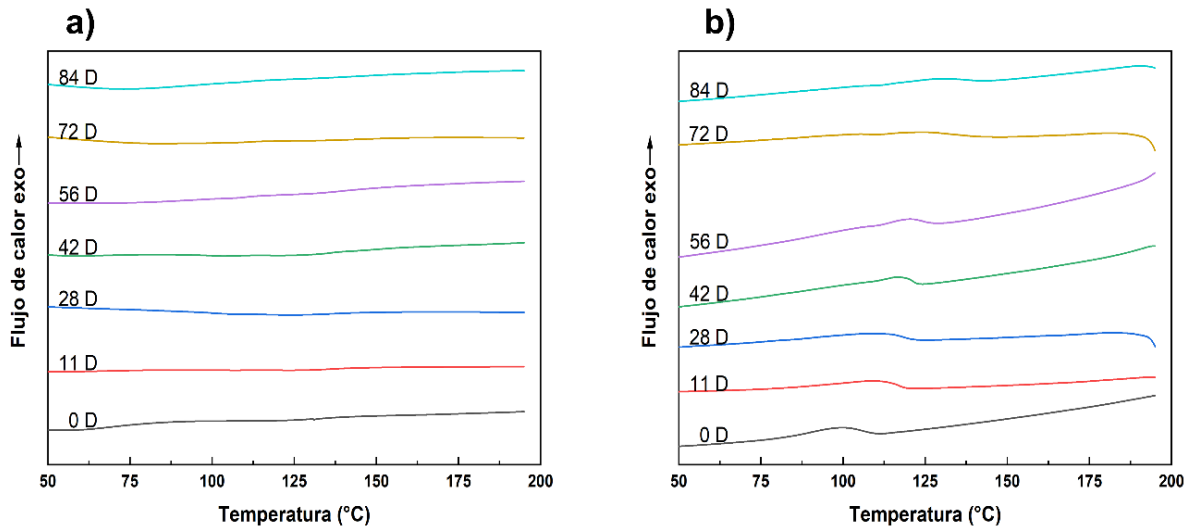 a)
84 D
72 D
56 D
42 D
28 D
11 D
0 D
Flujo de calor exo
50 75 100 125 150 175 200
Temperatura (°C)
b)
84 D
72 D
56 D
42 D
28 D
11 D
0 D
Flujo de calor exo
50 75 100 125 150 175 200
Temperatura (°C)